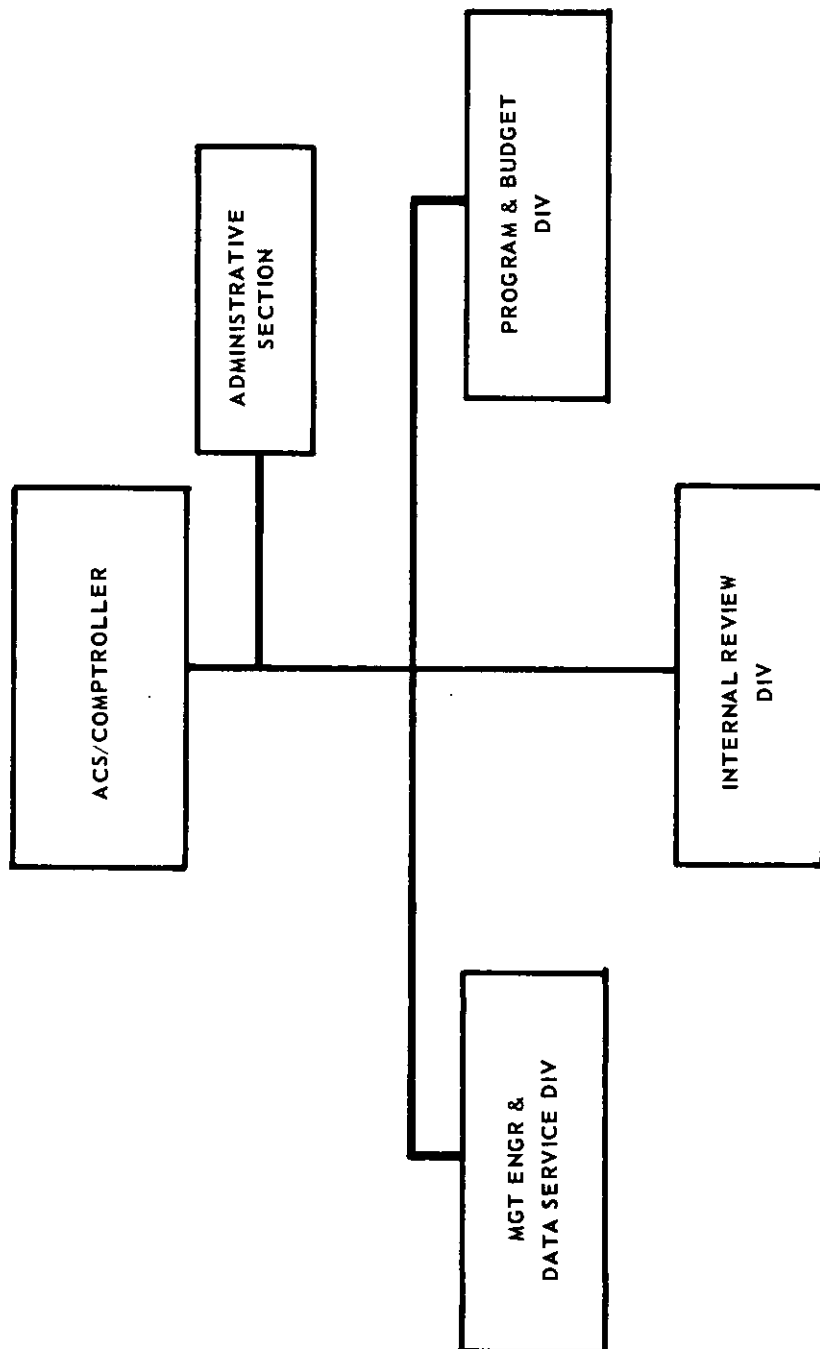 ACS/COMPTROLLER
ADMINISTRATIVE
SECTION
MGT ENGR &
DATA SERVICE DIV
INTERNAL REVIEW
DIV
PROGRAM & BUDGET
DIV